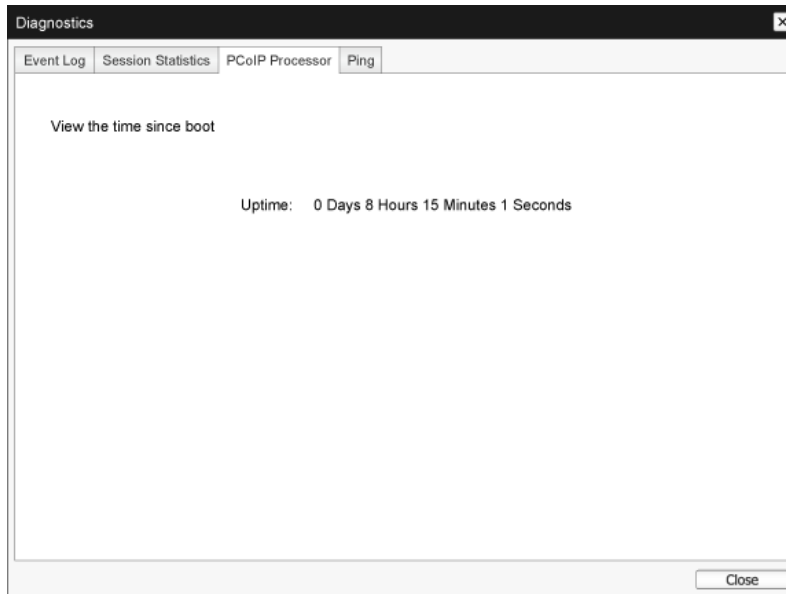 Diagnostics
Event Log Session Statistics PCoIP Processor Ping
View the time since boot
Uptime: 0 Days 8 Hours 15 Minutes 1 Seconds
Close